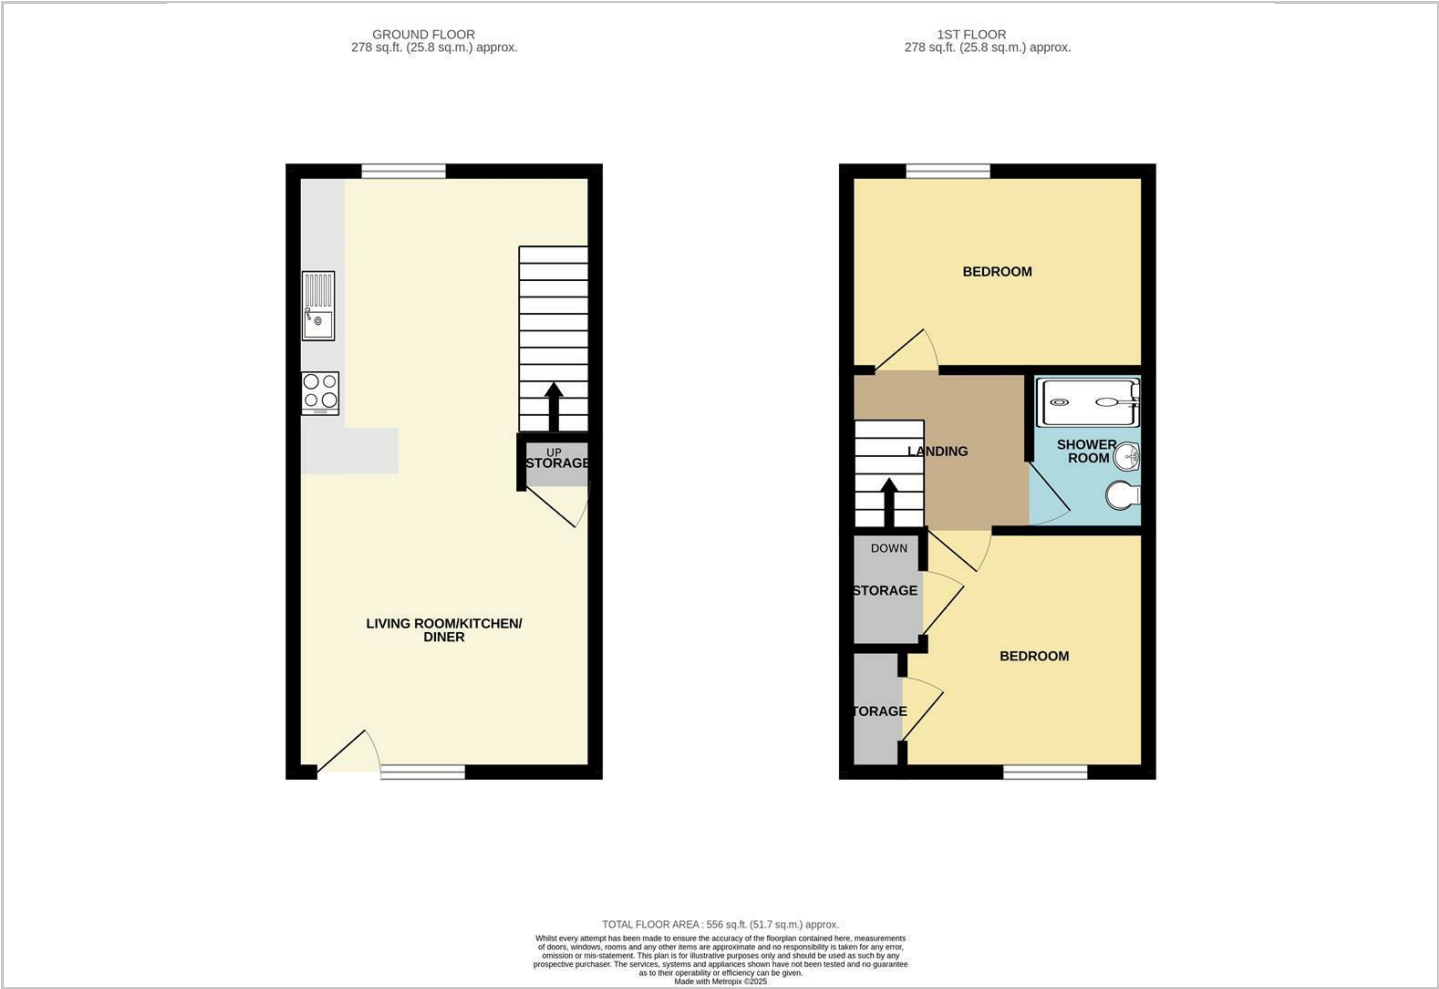 GROUND FLOOR
278 sq.ft. (25.8 sq.m.) approx.
1ST FLOOR
278 sq.ft. (25.8 sq.m.) approx.
UP
STORAGE
LIVING ROOM/KITCHEN/
DINER
BEDROOM
LANDING
SHOWER
ROOM
DOWN
STORAGE
BEDROOM
TORAGE
TOTAL FLOOR AREA : 556 sq.ft. (51.7 sq.m.) approx.
Whilst every attempt has been made to ensure the accuracy of the floorplan contained here, measurements
of doors, windows, rooms and any other items are approximate and no responsibility is taken for any error,
omission or mis-statement. This plan is for illustrative purposes only and should be used as such by any
prospective purchaser. The services, systems and appliances shown have not been tested and no guarantee
as to their operability or efficiency can be given.
Made with Metropix ©2025